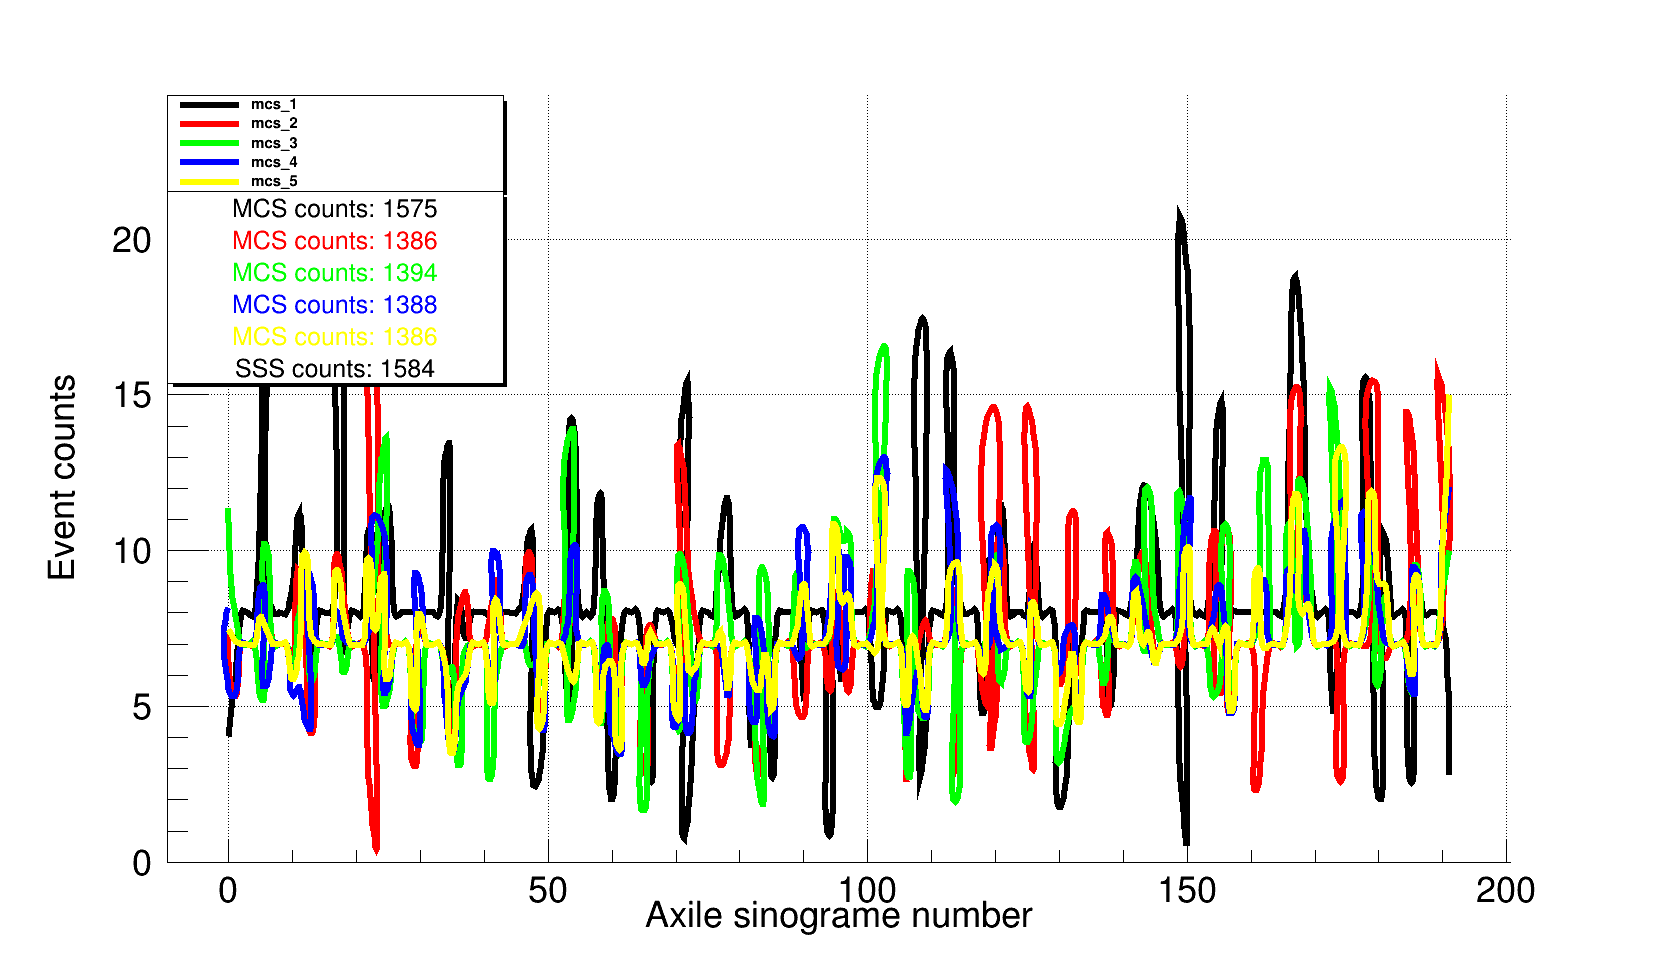 mcs_1
mcs_2
mcs_3
mcs_4
mcs_5
MCS counts: 1575
MCS counts: 1386
MCS counts: 1394
MCS counts: 1388
MCS counts: 1386
SSS counts: 1584
20
15
10
5
0
Event counts
0 50 100 150 200
Axile sinograme number